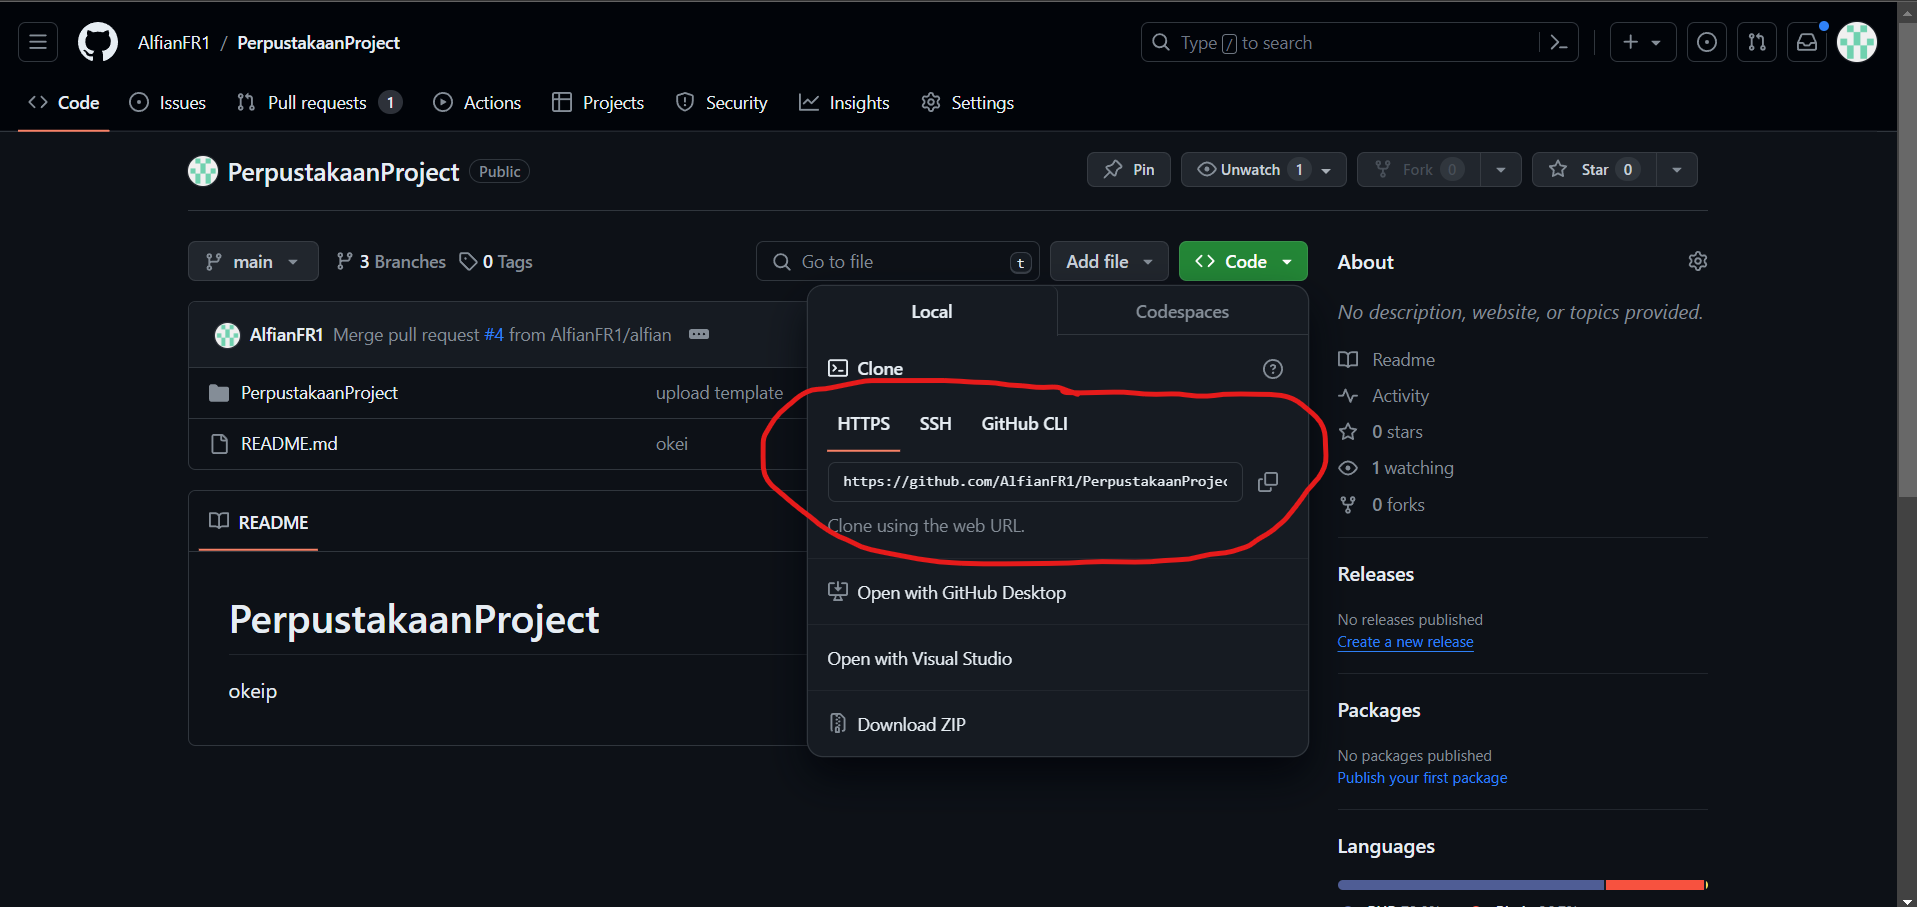 AlfianFR1 / PerpustakaanProject
Type / to search
Code Issues Pull requests 1 Actions Projects Security Insights Settings
PerpustakaanProject Public
Pin Unwatch 1 Fork 0 Star 0
main 3 Branches 0 Tags Go to file t Add file Code
AlfianFR1 Merge pull request #4 from AlfianFR1/alfian
PerpustakaanProject upload template
README.md okei
README
PerpustakaanProject
okeip
Local Codespaces
Clone
HTTPS SSH GitHub CLI
https://github.com/AlfianFR1/PerpustakaanProjec
Clone using the web URL.
Open with GitHub Desktop
Open with Visual Studio
Download ZIP
About
No description, website, or topics provided.
Readme
Activity
0 stars
1 watching
0 forks
Releases
No releases published
Create a new release
Packages
No packages published
Publish your first package
Languages